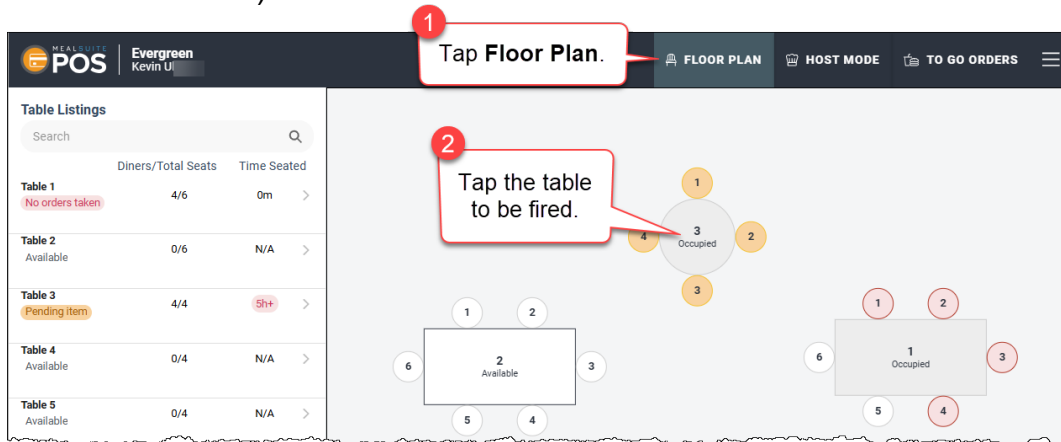 )
1
Tap Floor Plan.
MEALSUITE
POS
Evergreen
Kevin U
FLOOR PLAN
HOST MODE
TO GO ORDERS
Table Listings
Search
Diners/Total Seats Time Seated
Table 1
No orders taken
4/6 0m
Table 2
Available
0/6 N/A
Table 3
Pending item
4/4 5h+
Table 4
Available
0/4 N/A
Table 5
Available
0/4 N/A
2
Tap the table
to be fired.
1
4
3
Occupied
2
3
1 2
6
2
Available
3
5 4
1 2
6
1
Occupied
3
5 4